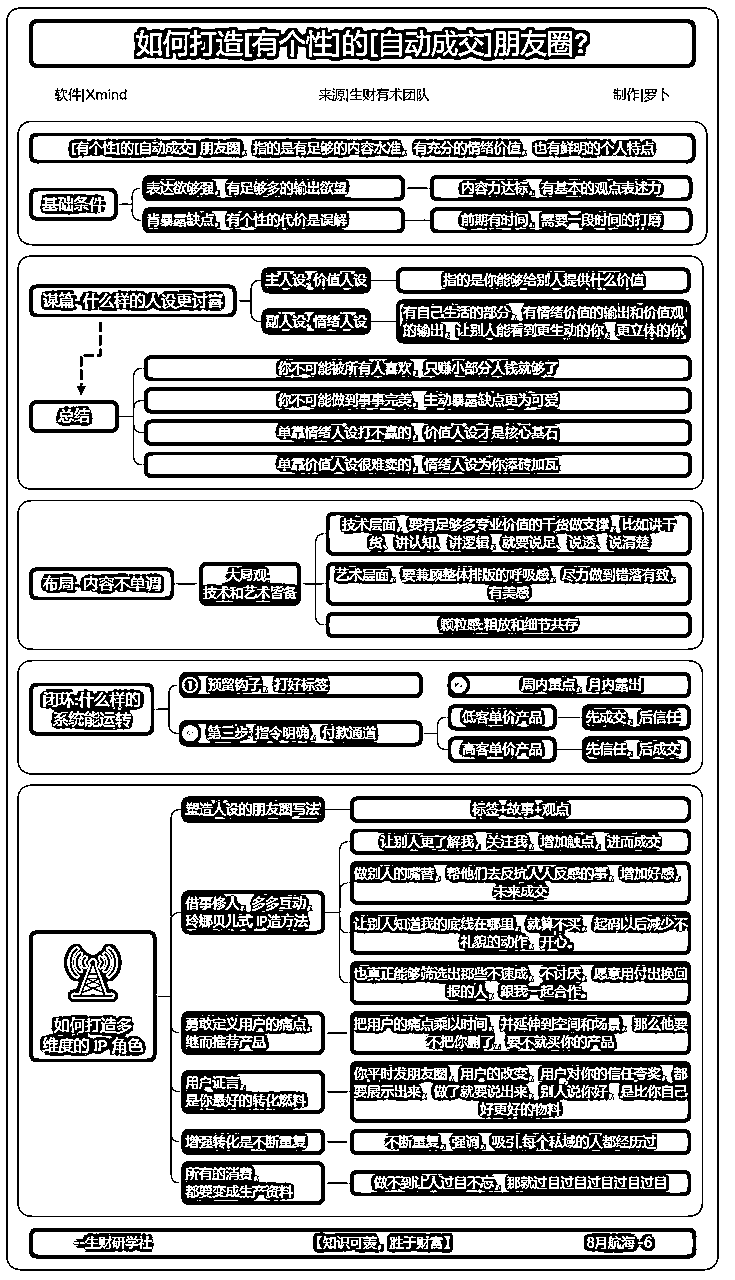 如何打造[有个性]的[自动成交]朋友圈?
软件|Xmind
来源|生财有术团队
制作|罗卜
[有个性]的[自动成交] 朋友圈，指的是有足够的内容水准，有充分的情绪价值，也有鲜明的个人特点
基础条件
表达欲够强，有足够多的输出欲望
内容力达标，有基本的观点表述力
肯暴露缺点，有个性的代价是误解
前期有时间，需要一段时间的打磨
谋篇-什么样的人设更讨喜
主人设:价值人设
指的是你能够给别人提供什么价值
副人设:情绪人设
有自己生活的部分，有情绪价值的输出和价值观
的输出，让别人能看到更生动的你，更立体的你
总结
你不可能被所有人喜欢，只赚小部分人钱就够了
你不可能做到事事完美，主动暴露缺点更为可爱
单靠情绪人设打不赢的，价值人设才是核心基石
单靠价值人设很难卖的，情绪人设为你添砖加瓦
布局-内容不单调
大局观:
技术和艺术皆备
技术层面，要有足够多专业价值的干货做支撑，比如讲干
货、讲认知、讲逻辑，就要说足、说透、说清楚
艺术层面，要兼顾整体排版的呼吸感，尽力做到错落有致，
有美感
颗粒感:粗放和细节共存
闭环:什么样的
系统能运转
① 预留钩子，打好标签
周内重点，月内露出
第三步:指令明确，付款通道
低客单价产品
先成交，后信任
高客单价产品
先信任，后成交
塑造人设的朋友圈写法
标签+故事+观点
借事修人，多多互动，
玲娜贝儿式 IP造方法
让别人更了解我，关注我，增加触点，进而成交
做别人的嘴替，帮他们去反抗人人反感的事，增加好感，
未来成交
让别人知道我的底线在哪里，就算不买，起码以后减少不
礼貌的动作，开心。
也真正能够筛选出那些不速成，不讨厌，愿意用付出换回
报的人，跟我一起合作。
如何打造多
维度的 IP 角色
勇敢定义用户的痛点，
继而推荐产品
把用户的痛点乘以时间，并延伸到空间和场景，那么他要
不把你删了，要不就买你的产品
用户证言，
是你最好的转化燃料
你平时发朋友圈，用户的改变，用户对你的信任夸奖，都
要展示出来，做了就要说出来，别人说你好，是比你自己
好更好的物料
增强转化是不断重复
不断重复，强调，吸引每个私域的人都经历过
所有的消费，
都要变成生产资料
做不到让人过目不忘，那就过目过目过目过目过目
生财研学社
【知识可羡，胜于财富】
8月航海 -6